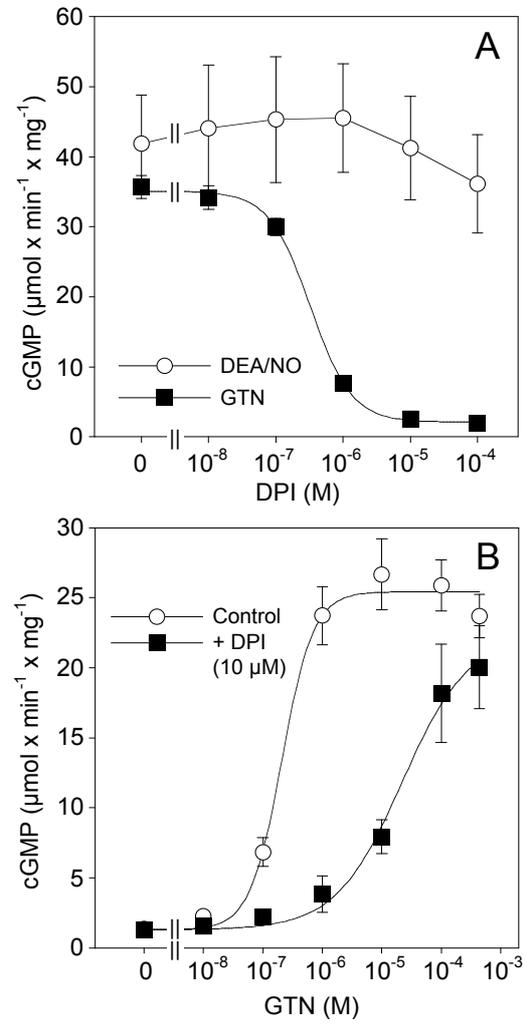 A
cGMP (µmol x min⁻¹ x mg⁻¹)
60
50
40
30
20
10
0
DEA/NO
GTN
0 10⁻⁸ 10⁻⁷ 10⁻⁶ 10⁻⁵ 10⁻⁴
DPI (M)
B
cGMP (µmol x min⁻¹ x mg⁻¹)
30
25
20
15
10
5
0
Control
+ DPI
(10 µM)
0 10⁻⁸ 10⁻⁷ 10⁻⁶ 10⁻⁵ 10⁻⁴ 10⁻³
GTN (M)